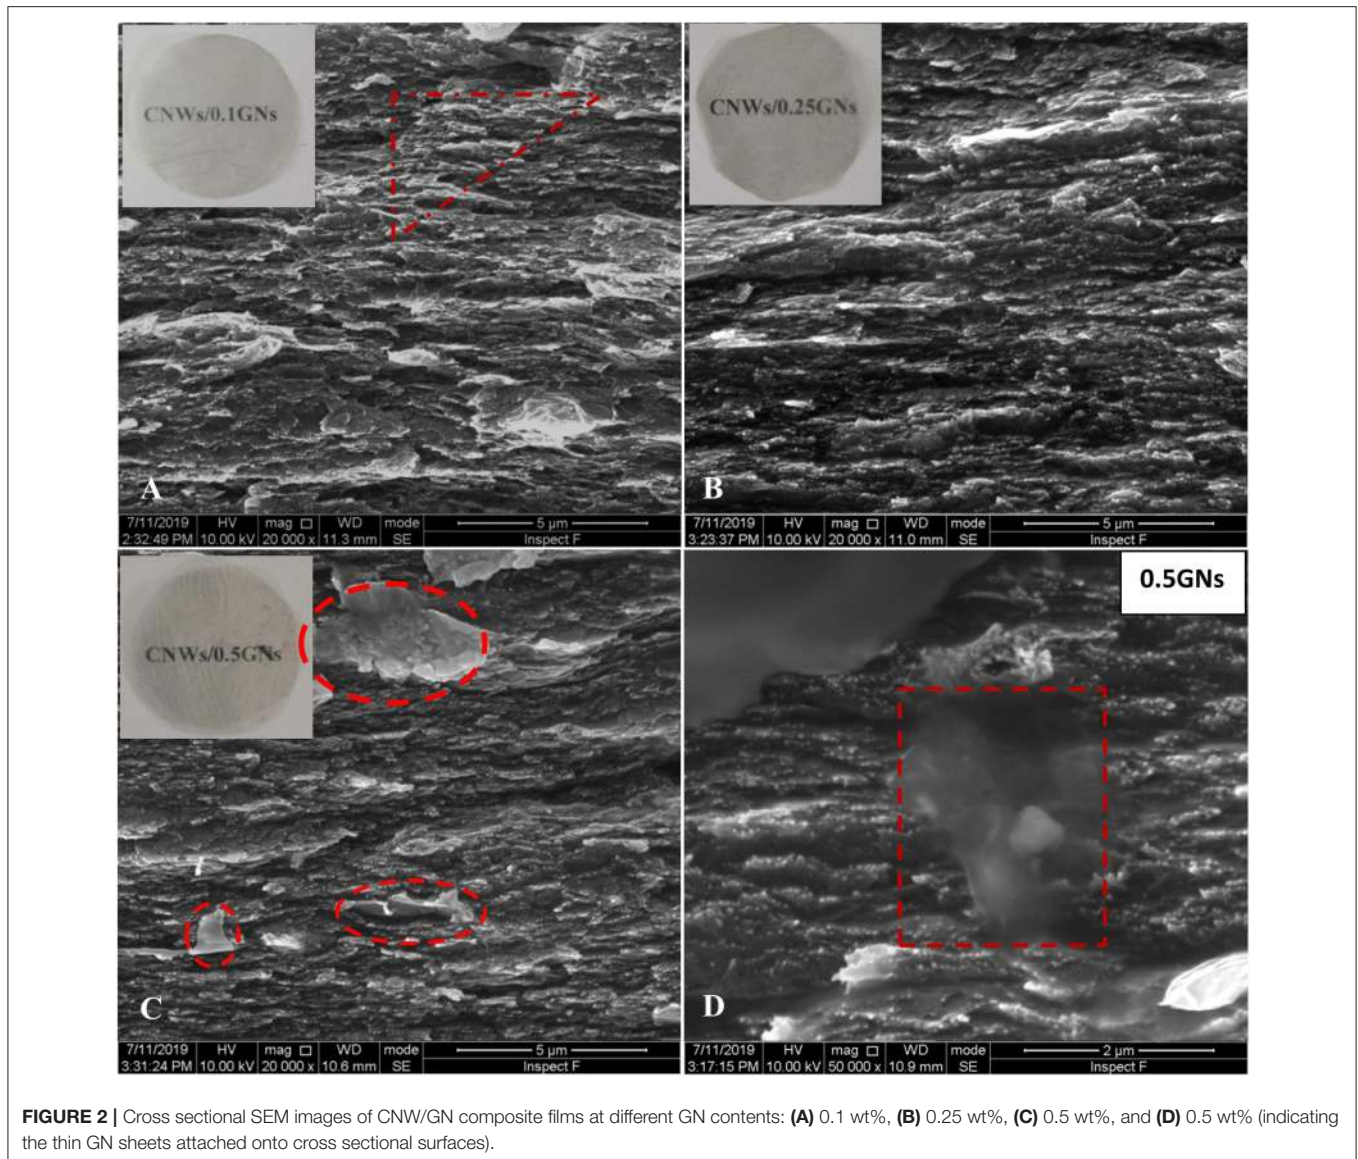 CNWs/0.1GNs
A
7/11/2019 HV mag □ WD mode 5 µm
2:32:49 PM 10.00 kV 20 000 x 11.3 mm SE Inspect F
CNWs/0.25GNs
B
7/11/2019 HV mag □ WD mode 5 µm
3:23:37 PM 10.00 kV 20 000 x 11.0 mm SE Inspect F
CNWs/0.5GNs
C
7/11/2019 HV mag □ WD mode 5 µm
3:31:24 PM 10.00 kV 20 000 x 10.6 mm SE Inspect F
0.5GNs
D
7/11/2019 HV mag □ WD mode 2 µm
3:17:15 PM 10.00 kV 50 000 x 10.9 mm SE Inspect F
FIGURE 2 | Cross sectional SEM images of CNW/GN composite films at different GN contents: (A) 0.1 wt%, (B) 0.25 wt%, (C) 0.5 wt%, and (D) 0.5 wt% (indicating
the thin GN sheets attached onto cross sectional surfaces).